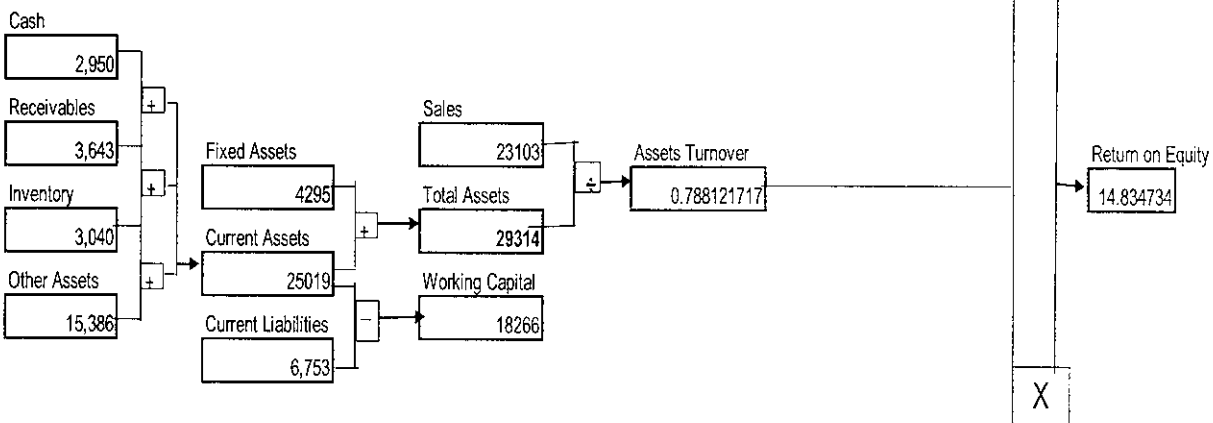 Cash
2,950
+
Receivables
3,643
+
Inventory
3,040
+
Other Assets
15,386
Fixed Assets
4295
+
Current Assets
25019
−
Current Liabilities
6,753
Sales
23103
÷
Total Assets
29314
Working Capital
18266
Assets Turnover
0.788121717
Return on Equity
14.834734
X